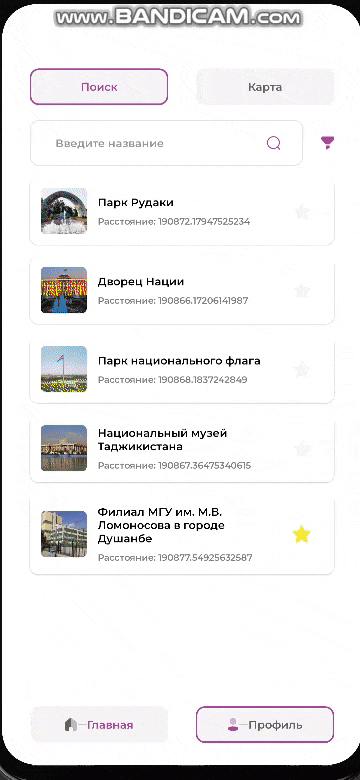 www.BANDICAM.com
Поиск
Карта
Введите название
Парк Рудаки
Расстояние: 190872.17947525234
Дворец Нации
Расстояние: 190866.17206141987
Парк национального флага
Расстояние: 190868.1837242849
Национальный музей
Таджикистана
Расстояние: 190867.36475340615
Филиал МГУ им. М.В.
Ломоносова в городе
Душанбе
Расстояние: 190877.54925632587
Главная
Профиль